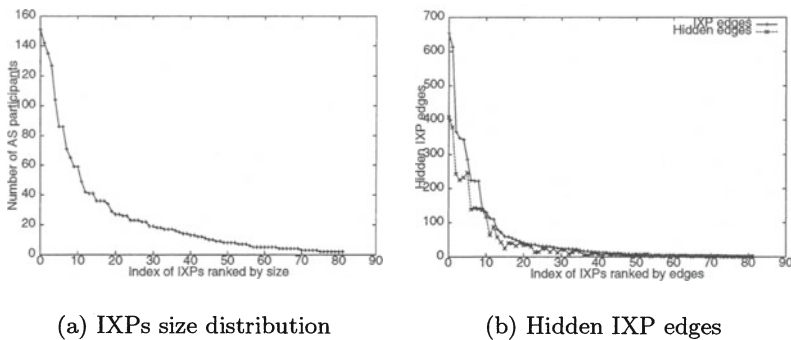 160
140
120
100
80
60
40
20
0
Number of AS participants
0 10 20 30 40 50 60 70 80 90
Index of IXPs ranked by size
(a) IXPs size distribution
700
600
500
400
300
200
100
0
Hidden IXP edges
IXP edges
Hidden edges
0 10 20 30 40 50 60 70 80 90
Index of IXPs ranked by edges
(b) Hidden IXP edges